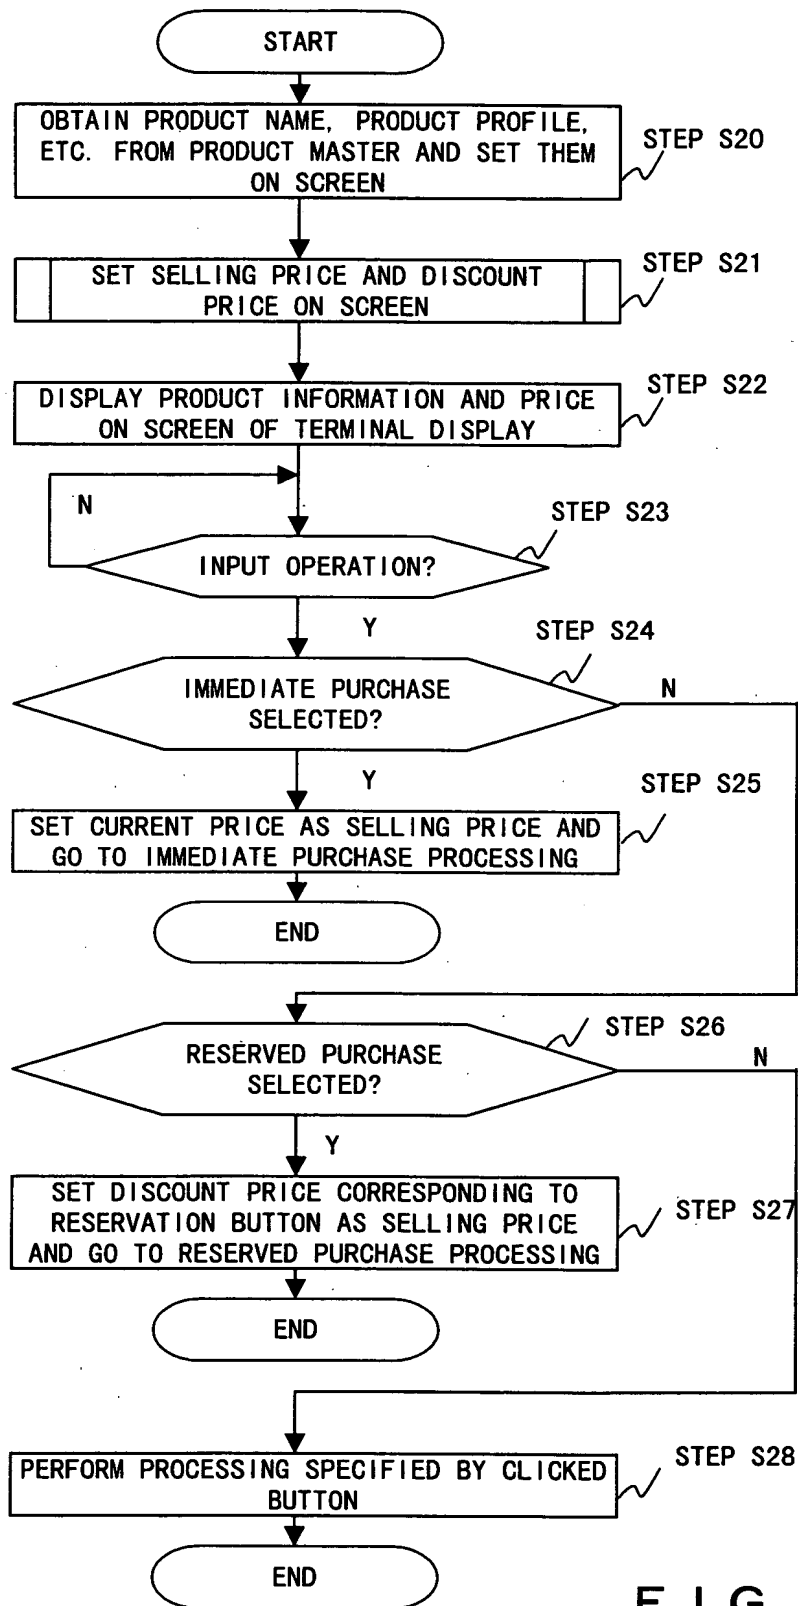 START
OBTAIN PRODUCT NAME, PRODUCT PROFILE,
ETC. FROM PRODUCT MASTER AND SET THEM
ON SCREEN
STEP S20
SET SELLING PRICE AND DISCOUNT
PRICE ON SCREEN
STEP S21
DISPLAY PRODUCT INFORMATION AND PRICE
ON SCREEN OF TERMINAL DISPLAY
STEP S22
N
STEP S23
INPUT OPERATION?
Y
STEP S24
IMMEDIATE PURCHASE
SELECTED?
N
Y
STEP S25
SET CURRENT PRICE AS SELLING PRICE AND
GO TO IMMEDIATE PURCHASE PROCESSING
END
STEP S26
RESERVED PURCHASE
SELECTED?
N
Y
SET DISCOUNT PRICE CORRESPONDING TO
RESERVATION BUTTON AS SELLING PRICE
AND GO TO RESERVED PURCHASE PROCESSING
STEP S27
END
STEP S28
PERFORM PROCESSING SPECIFIED BY CLICKED
BUTTON
END
FIG